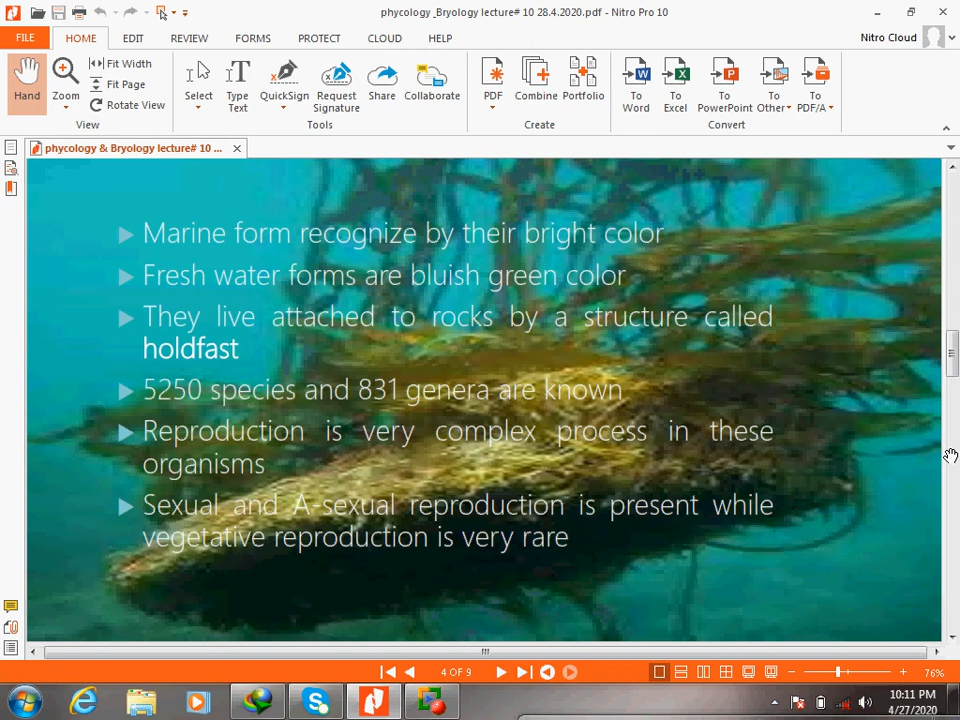 phycology _Bryology lecture# 10 28.4.2020.pdf - Nitro Pro 10
FILE HOME EDIT REVIEW FORMS PROTECT CLOUD HELP Nitro Cloud
Hand
Zoom
Fit Width
Fit Page
Rotate View
View
Select
Type Text
QuickSign
Request Signature
Share
Collaborate
Tools
PDF
Combine
Portfolio
Create
To Word
To Excel
To PowerPoint
To Other
To PDF/A
Convert
phycology & Bryology lecture# 10 ...
Marine form recognize by their bright color
Fresh water forms are bluish green color
They live attached to rocks by a structure called
holdfast
5250 species and 831 genera are known
Reproduction is very complex process in these
organisms
Sexual and A-sexual reproduction is present while
vegetative reproduction is very rare
4 OF 9
76%
10:11 PM
4/27/2020